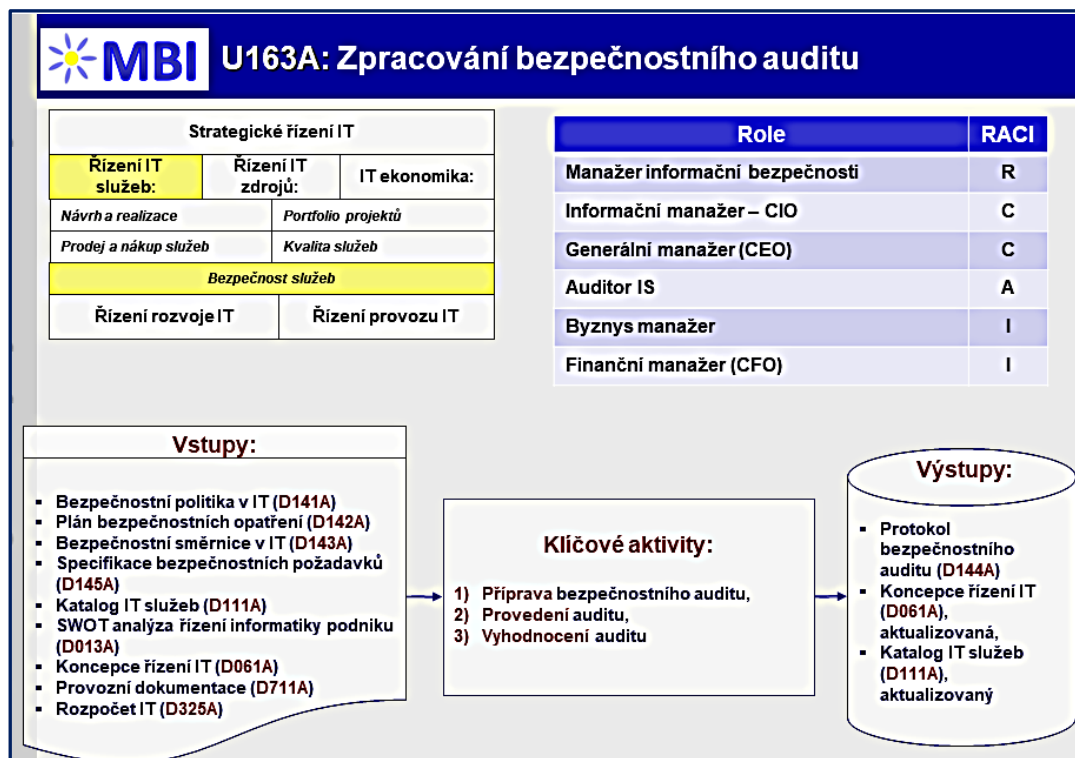 MBI
U163A: Zpracování bezpečnostního auditu
Strategické řízení IT
Řízení IT
služeb:
Řízení IT
zdrojů:
IT ekonomika:
Návrh a realizace
Portfolio projektů
Prodej a nákup služeb
Kvalita služeb
Bezpečnost služeb
Řízení rozvoje IT
Řízení provozu IT
Role RACI
Manažer informační bezpečnosti R
Informační manažer – CIO C
Generální manažer (CEO) C
Auditor IS A
Byznys manažer I
Finanční manažer (CFO) I
Vstupy:
▪ Bezpečnostní politika v IT (D141A)
▪ Plán bezpečnostních opatření (D142A)
▪ Bezpečnostní směrnice v IT (D143A)
▪ Specifikace bezpečnostních požadavků
(D145A)
▪ Katalog IT služeb (D111A)
▪ SWOT analýza řízení informatiky podniku
(D013A)
▪ Koncepce řízení IT (D061A)
▪ Provozní dokumentace (D711A)
▪ Rozpočet IT (D325A)
Klíčové aktivity:
1) Příprava bezpečnostního auditu,
2) Provedení auditu,
3) Vyhodnocení auditu
Výstupy:
▪ Protokol
bezpečnostního
auditu (D144A)
▪ Koncepce řízení IT
(D061A),
aktualizovaná,
▪ Katalog IT služeb
(D111A),
aktualizovaný